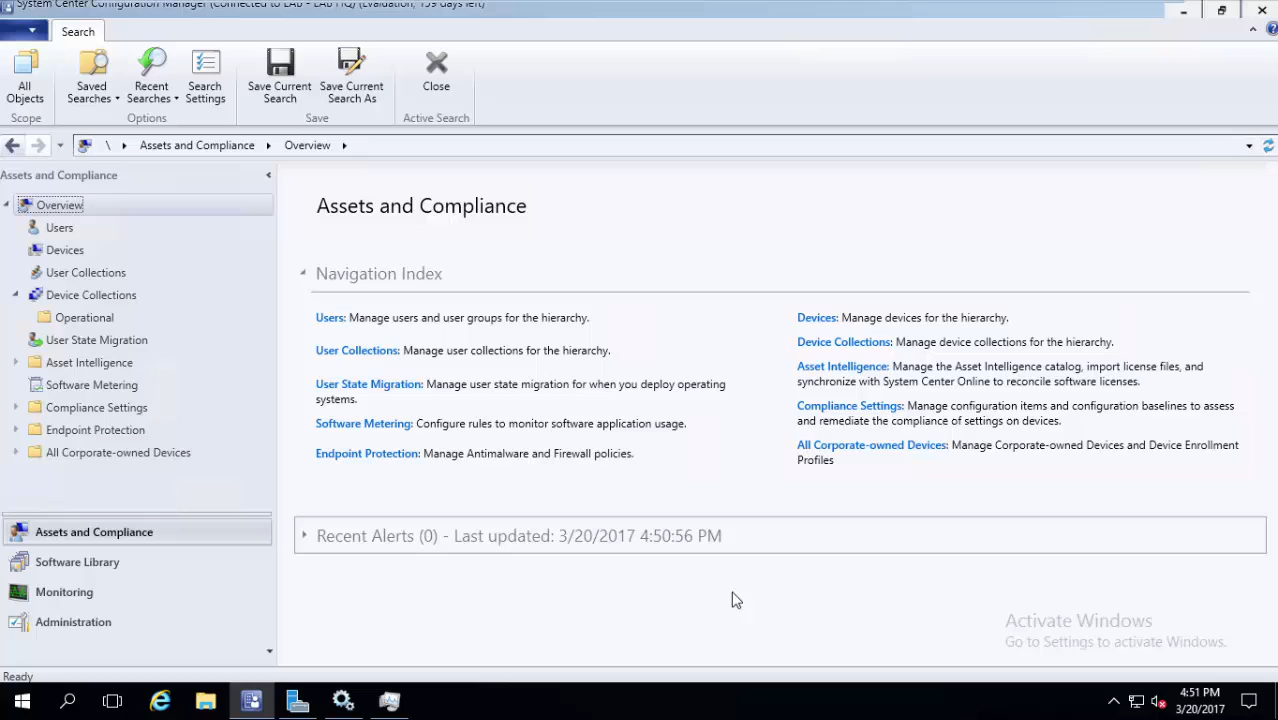 System Center Configuration Manager (Connected to LAB - LAB HQ) (Evaluation, 159 days left)
Search
All Objects
Saved Searches
Recent Searches
Search Settings
Save Current Search
Save Current Search As
Close
Scope
Options
Save
Active Search
\ Assets and Compliance Overview
Assets and Compliance
Overview
Users
Devices
User Collections
Device Collections
Operational
User State Migration
Asset Intelligence
Software Metering
Compliance Settings
Endpoint Protection
All Corporate-owned Devices
Assets and Compliance
Software Library
Monitoring
Administration
Assets and Compliance
Navigation Index
Users: Manage users and user groups for the hierarchy.
User Collections: Manage user collections for the hierarchy.
User State Migration: Manage user state migration for when you deploy operating
systems.
Software Metering: Configure rules to monitor software application usage.
Endpoint Protection: Manage Antimalware and Firewall policies.
Devices: Manage devices for the hierarchy.
Device Collections: Manage device collections for the hierarchy.
Asset Intelligence: Manage the Asset Intelligence catalog, import license files, and
synchronize with System Center Online to reconcile software licenses.
Compliance Settings: Manage configuration items and configuration baselines to assess
and remediate the compliance of settings on devices.
All Corporate-owned Devices: Manage Corporate-owned Devices and Device Enrollment
Profiles
Recent Alerts (0) - Last updated: 3/20/2017 4:50:56 PM
Activate Windows
Go to Settings to activate Windows.
Ready
4:51 PM
3/20/2017